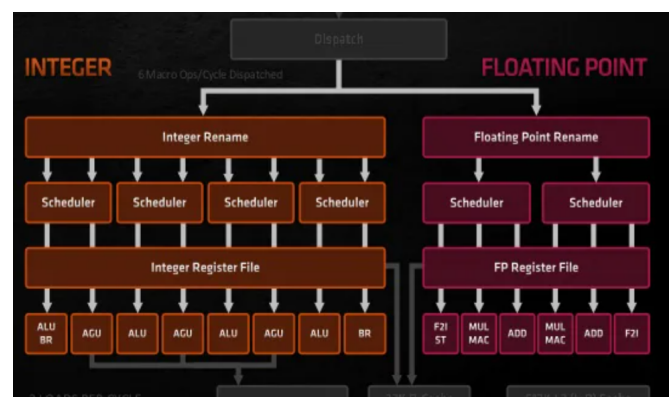 Dispatch
INTEGER
6 Macro Ops/Cycle Dispatched
FLOATING POINT
Integer Rename
Floating Point Rename
Scheduler
Scheduler
Scheduler
Scheduler
Scheduler
Scheduler
Integer Register File
FP Register File
ALU
BR
AGU
ALU
AGU
ALU
AGU
ALU
BR
F2I
ST
MUL
MAC
ADD
MUL
MAC
ADD
F2I